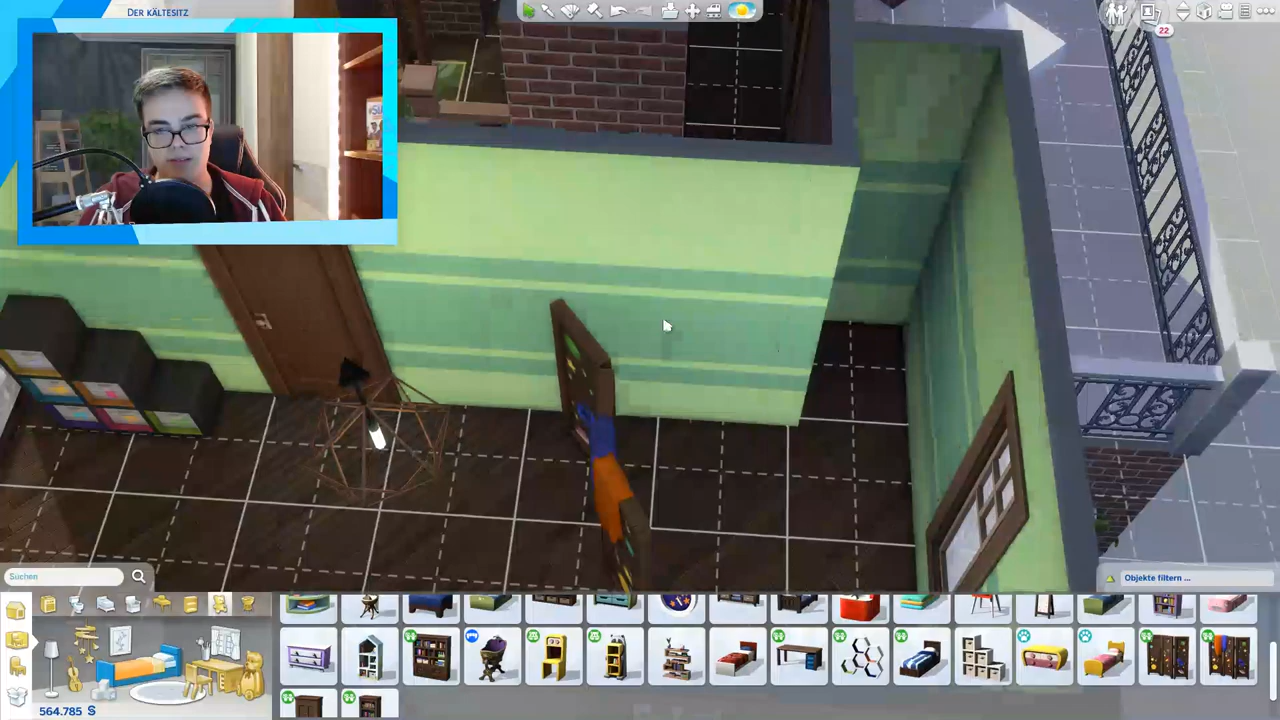 DER KÄLTESITZ
22
Suchen
Objekte filtern ...
564.785 S